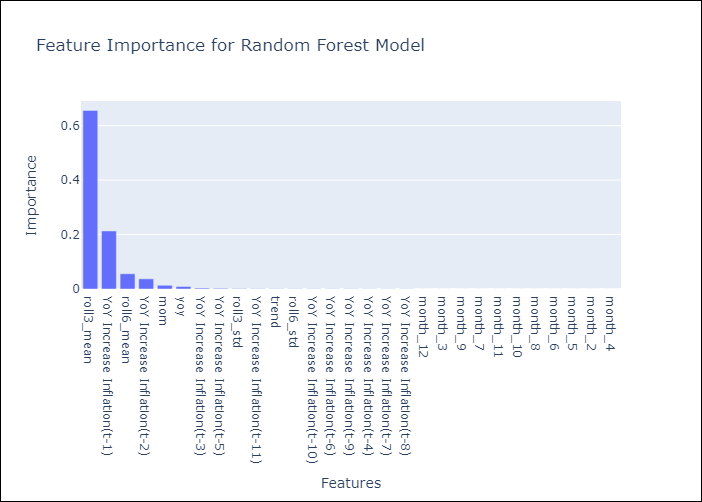 Feature Importance for Random Forest Model
Importance
0.6
0.4
0.2
0
roll3_mean
YoY Increase Inflation(t-1)
roll6_mean
YoY Increase Inflation(t-2)
mom
yoy
YoY Increase Inflation(t-3)
YoY Increase Inflation(t-5)
roll3_std
YoY Increase Inflation(t-11)
trend
roll6_std
YoY Increase Inflation(t-10)
YoY Increase Inflation(t-6)
YoY Increase Inflation(t-9)
YoY Increase Inflation(t-4)
YoY Increase Inflation(t-7)
YoY Increase Inflation(t-8)
month_12
month_3
month_9
month_7
month_11
month_10
month_8
month_6
month_5
month_2
month_4
Features